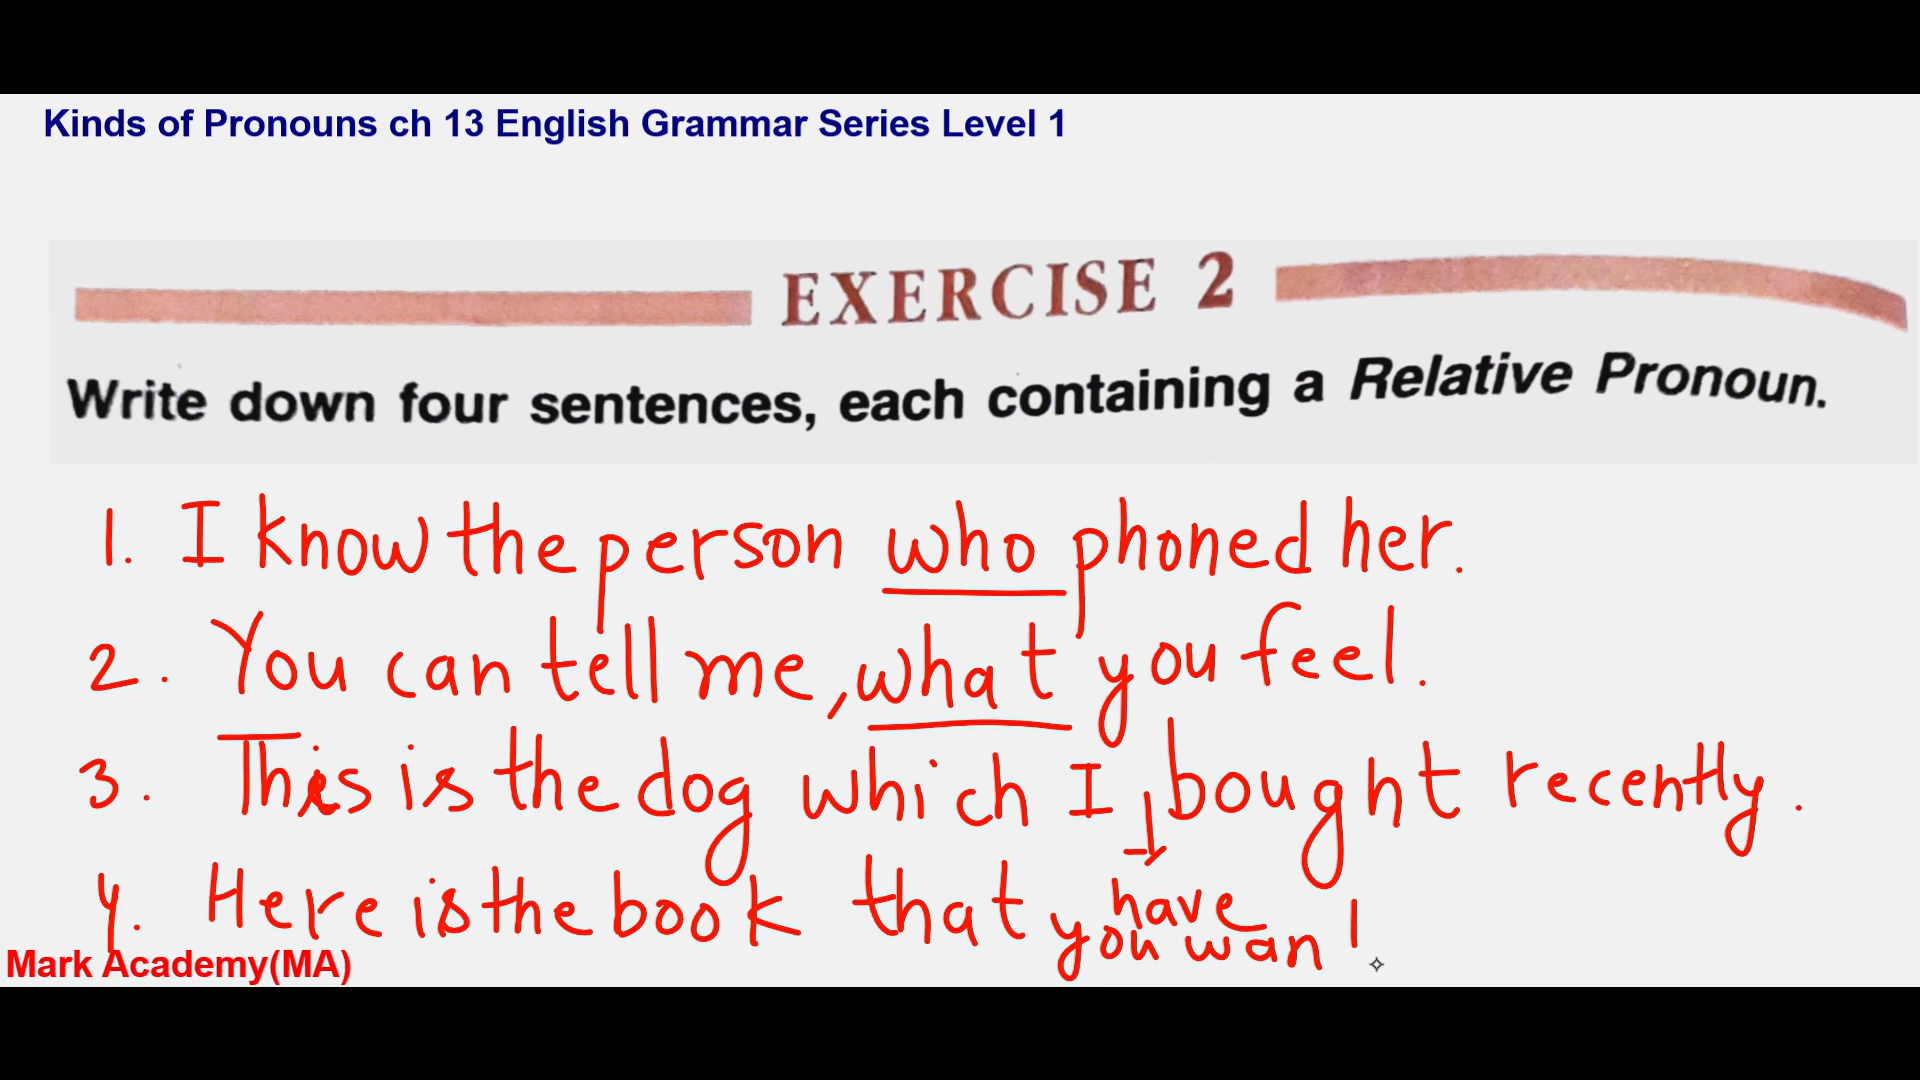 Kinds of Pronouns ch 13 English Grammar Series Level 1
EXERCISE 2
Write down four sentences, each containing a Relative Pronoun.
1. I know the person who phoned her.
2. You can tell me, what you feel.
3. This is the dog which I bought recently.
have
4. Here is the book that you
Mark Academy(MA)